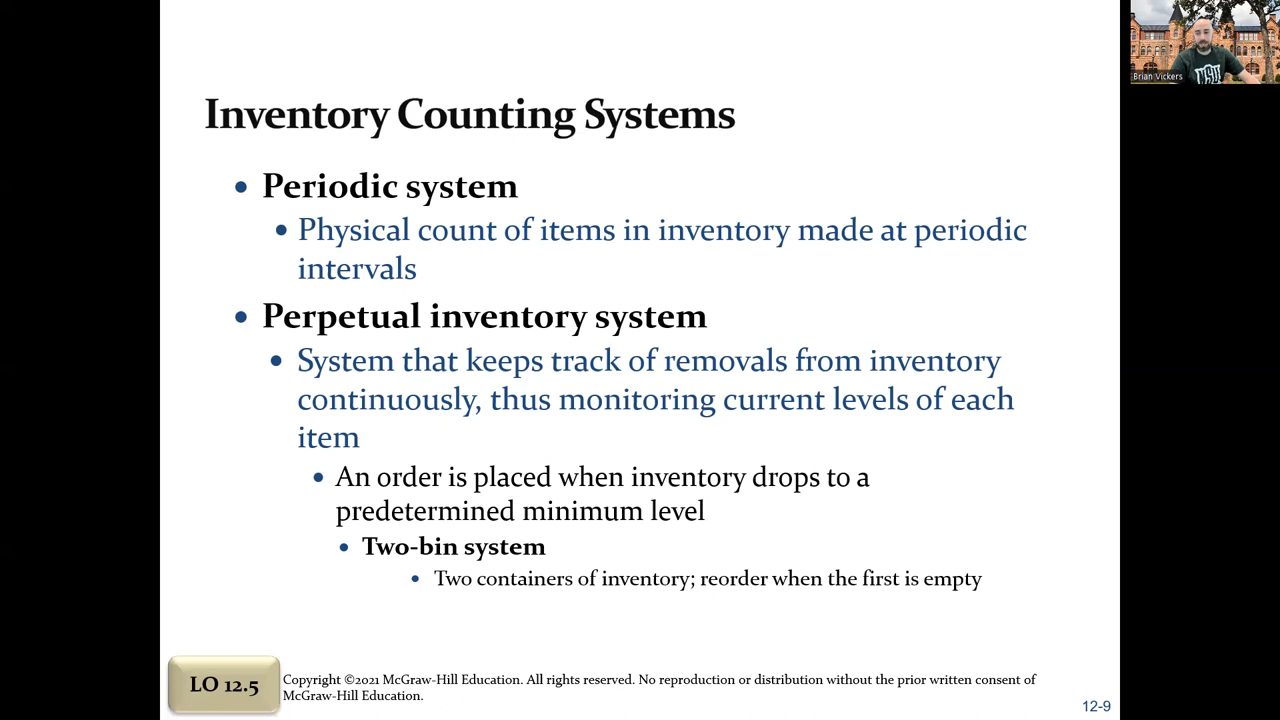 Inventory Counting Systems
• Periodic system
• Physical count of items in inventory made at periodic
intervals
• Perpetual inventory system
• System that keeps track of removals from inventory
continuously, thus monitoring current levels of each
item
• An order is placed when inventory drops to a
predetermined minimum level
• Two-bin system
• Two containers of inventory; reorder when the first is empty
LO 12.5
Copyright ©2021 McGraw-Hill Education. All rights reserved. No reproduction or distribution without the prior written consent of
McGraw-Hill Education.
12-9
Brian Vickers